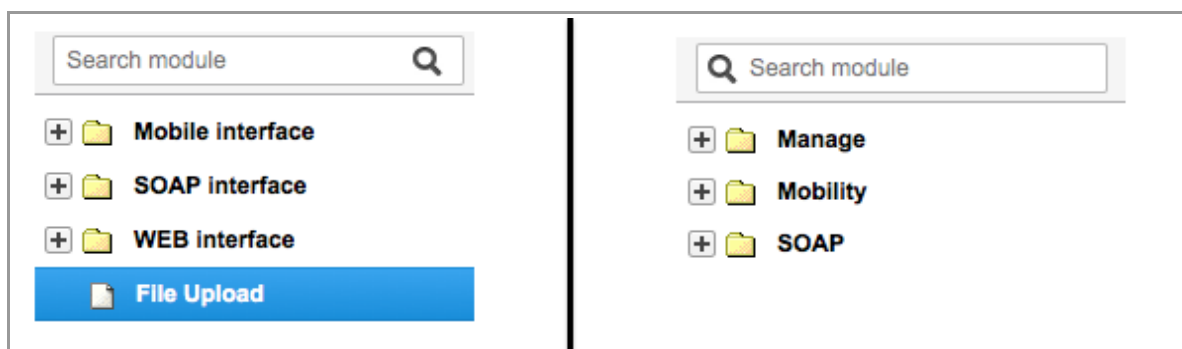 Search module
Mobile interface
SOAP interface
WEB interface
File Upload
Search module
Manage
Mobility
SOAP